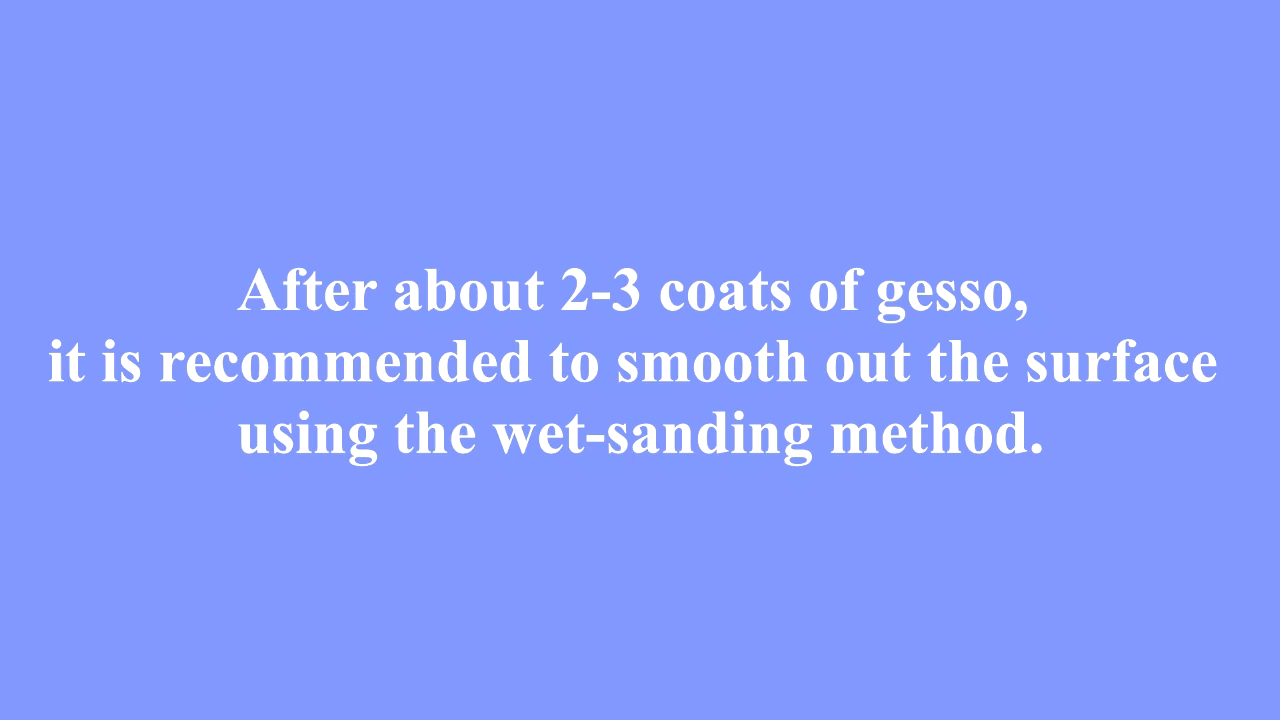 After about 2-3 coats of gesso,
it is recommended to smooth out the surface
using the wet-sanding method.